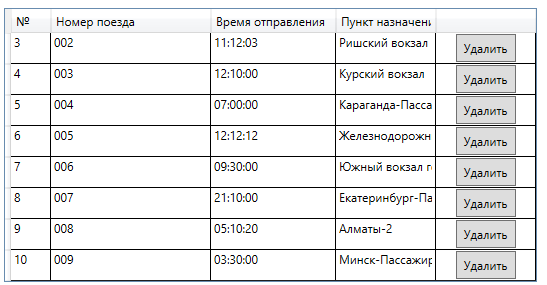 № Номер поезда Время отправления Пункт назначени
3 002 11:12:03 Ришский вокзал Удалить
4 003 12:10:00 Курский вокзал Удалить
5 004 07:00:00 Караганда-Пасса Удалить
6 005 12:12:12 Железнодорожн Удалить
7 006 09:30:00 Южный вокзал г Удалить
8 007 21:10:00 Екатеринбург-Па Удалить
9 008 05:10:20 Алматы-2 Удалить
10 009 03:30:00 Минск-Пассажир Удалить